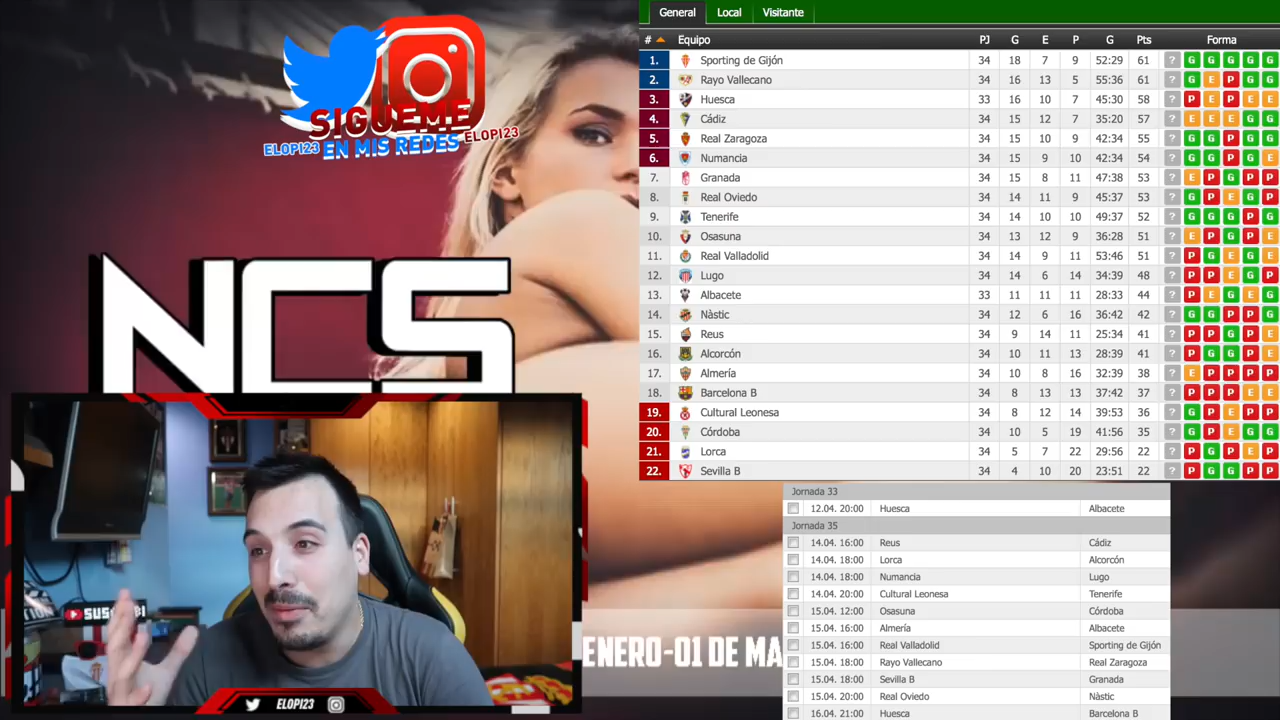 SIGUEME
ELOPI23 EN MIS REDES ELOPI23
NCS
SUS
ELOPI23
ENERO-01 DE MA
General Local Visitante
# Equipo PJ G E P G Pts Forma
1. Sporting de Gijón 34 18 7 9 52:29 61 ? G G G G G
2. Rayo Vallecano 34 16 13 5 55:36 61 ? G E P G G
3. Huesca 33 16 10 7 45:30 58 ? P E P E E
4. Cádiz 34 15 12 7 35:20 57 ? E E E G G
5. Real Zaragoza 34 15 10 9 42:34 55 ? G G P G G
6. Numancia 34 15 9 10 42:34 54 ? G G P G E
7. Granada 34 15 8 11 47:38 53 ? E P G P P
8. Real Oviedo 34 14 11 9 45:37 53 ? G P E G P
9. Tenerife 34 14 10 10 49:37 52 ? G G G P G
10. Osasuna 34 13 12 9 36:28 51 ? E P G P E
11. Real Valladolid 34 14 9 11 53:46 51 ? P G E G E
12. Lugo 34 14 6 14 34:39 48 ? P P E G P
13. Albacete 33 11 11 11 28:33 44 ? P E G E G
14. Nàstic 34 12 6 16 36:42 42 ? G G P P G
15. Reus 34 9 14 11 25:34 41 ? P P G P E
16. Alcorcón 34 10 11 13 28:39 41 ? P G G P E
17. Almería 34 10 8 16 32:39 38 ? E P P P P
18. Barcelona B 34 8 13 13 37:42 37 ? P P P E E
19. Cultural Leonesa 34 8 12 14 39:53 36 ? G P E P P
20. Córdoba 34 10 5 19 41:56 35 ? G P E G G
21. Lorca 34 5 7 22 29:56 22 ? P G P E P
22. Sevilla B 34 4 10 20 23:51 22 ? P G G P P
Jornada 33
12.04. 20:00 Huesca Albacete
Jornada 35
14.04. 16:00 Reus Cádiz
14.04. 18:00 Lorca Alcorcón
14.04. 18:00 Numancia Lugo
14.04. 20:00 Cultural Leonesa Tenerife
15.04. 12:00 Osasuna Córdoba
15.04. 16:00 Almería Albacete
15.04. 16:00 Real Valladolid Sporting de Gijón
15.04. 18:00 Rayo Vallecano Real Zaragoza
15.04. 18:00 Sevilla B Granada
15.04. 20:00 Real Oviedo Nàstic
16.04. 21:00 Huesca Barcelona B